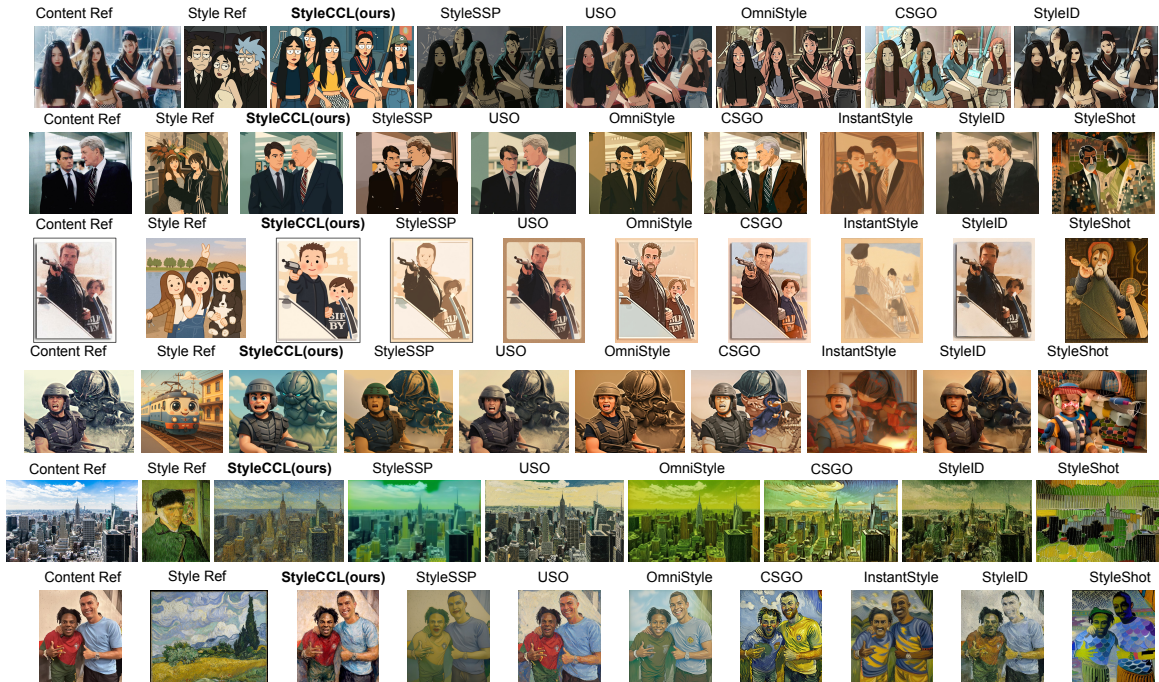 Content Ref Style Ref StyleCCL(ours) StyleSSP USO OmniStyle CSGO StyleID
Content Ref Style Ref StyleCCL(ours) StyleSSP USO OmniStyle CSGO InstantStyle StyleID StyleShot
Content Ref Style Ref StyleCCL(ours) StyleSSP USO OmniStyle CSGO InstantStyle StyleID StyleShot
SIP
BY
Content Ref Style Ref StyleCCL(ours) StyleSSP USO OmniStyle CSGO InstantStyle StyleID StyleShot
Content Ref Style Ref StyleCCL(ours) StyleSSP USO OmniStyle CSGO StyleID StyleShot
Content Ref Style Ref StyleCCL(ours) StyleSSP USO OmniStyle CSGO InstantStyle StyleID StyleShot